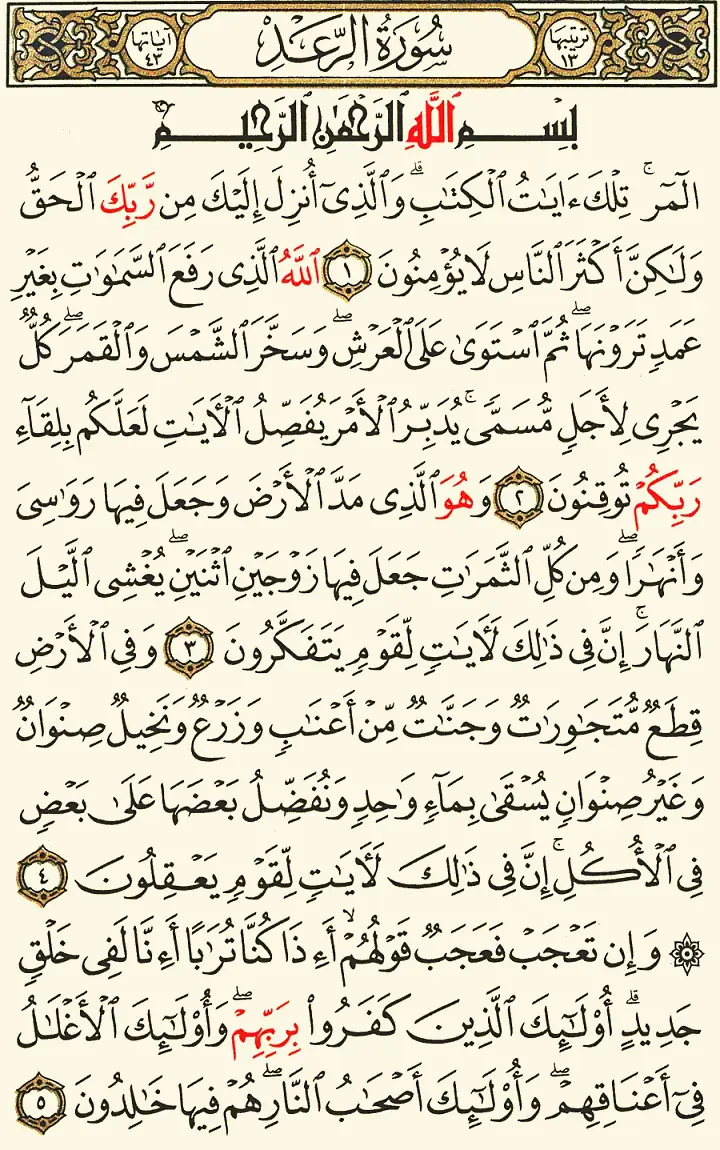 ترتيبها ١٣ سُورَةُ الرَّعْدِ آياتها ٤٣
بِسْمِ ٱللَّهِ ٱلرَّحْمَٰنِ ٱلرَّحِيمِ
الٓمٓر ۚ تِلْكَ ءَايَٰتُ ٱلْكِتَٰبِ ۗ وَٱلَّذِىٓ أُنزِلَ إِلَيْكَ مِن رَّبِّكَ ٱلْحَقُّ
وَلَٰكِنَّ أَكْثَرَ ٱلنَّاسِ لَا يُؤْمِنُونَ ١ ٱللَّهُ ٱلَّذِى رَفَعَ ٱلسَّمَٰوَٰتِ بِغَيْرِ
عَمَدٍ تَرَوْنَهَا ۖ ثُمَّ ٱسْتَوَىٰ عَلَى ٱلْعَرْشِ ۖ وَسَخَّرَ ٱلشَّمْسَ وَٱلْقَمَرَ ۖ كُلٌّ
يَجْرِى لِأَجَلٍ مُّسَمًّى ۚ يُدَبِّرُ ٱلْأَمْرَ يُفَصِّلُ ٱلْءَايَٰتِ لَعَلَّكُم بِلِقَآءِ
رَبِّكُمْ تُوقِنُونَ ٢ وَهُوَ ٱلَّذِى مَدَّ ٱلْأَرْضَ وَجَعَلَ فِيهَا رَوَٰسِىَ
وَأَنْهَٰرًا ۖ وَمِن كُلِّ ٱلثَّمَرَٰتِ جَعَلَ فِيهَا زَوْجَيْنِ ٱثْنَيْنِ ۖ يُغْشِى ٱلَّيْلَ
ٱلنَّهَارَ ۚ إِنَّ فِى ذَٰلِكَ لَءَايَٰتٍ لِّقَوْمٍ يَتَفَكَّرُونَ ٣ وَفِى ٱلْأَرْضِ
قِطَعٌ مُّتَجَٰوِرَٰتٌ وَجَنَّٰتٌ مِّنْ أَعْنَٰبٍ وَزَرْعٌ وَنَخِيلٌ صِنْوَانٌ
وَغَيْرُ صِنْوَانٍ يُسْقَىٰ بِمَآءٍ وَٰحِدٍ وَنُفَضِّلُ بَعْضَهَا عَلَىٰ بَعْضٍ
فِى ٱلْأُكُلِ ۚ إِنَّ فِى ذَٰلِكَ لَءَايَٰتٍ لِّقَوْمٍ يَعْقِلُونَ ٤
۞ وَإِن تَعْجَبْ فَعَجَبٌ قَوْلُهُمْ أَءِذَا كُنَّا تُرَٰبًا أَءِنَّا لَفِى خَلْقٍ
جَدِيدٍ ۗ أُو۟لَٰٓئِكَ ٱلَّذِينَ كَفَرُوا۟ بِرَبِّهِمْ ۖ وَأُو۟لَٰٓئِكَ ٱلْأَغْلَٰلُ
فِىٓ أَعْنَاقِهِمْ ۖ وَأُو۟لَٰٓئِكَ أَصْحَٰبُ ٱلنَّارِ ۖ هُمْ فِيهَا خَٰلِدُونَ ٥